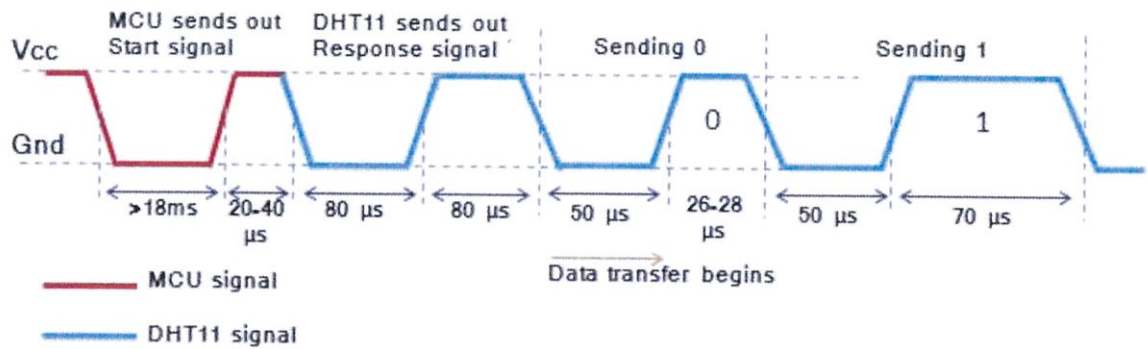 MCU sends out
Start signal
DHT11 sends out
Response signal
Sending 0
Sending 1
Vcc
Gnd
0
1
>18ms
20-40
µs
80 µs
80 µs
50 µs
26-28
µs
50 µs
70 µs
Data transfer begins
MCU signal
DHT11 signal